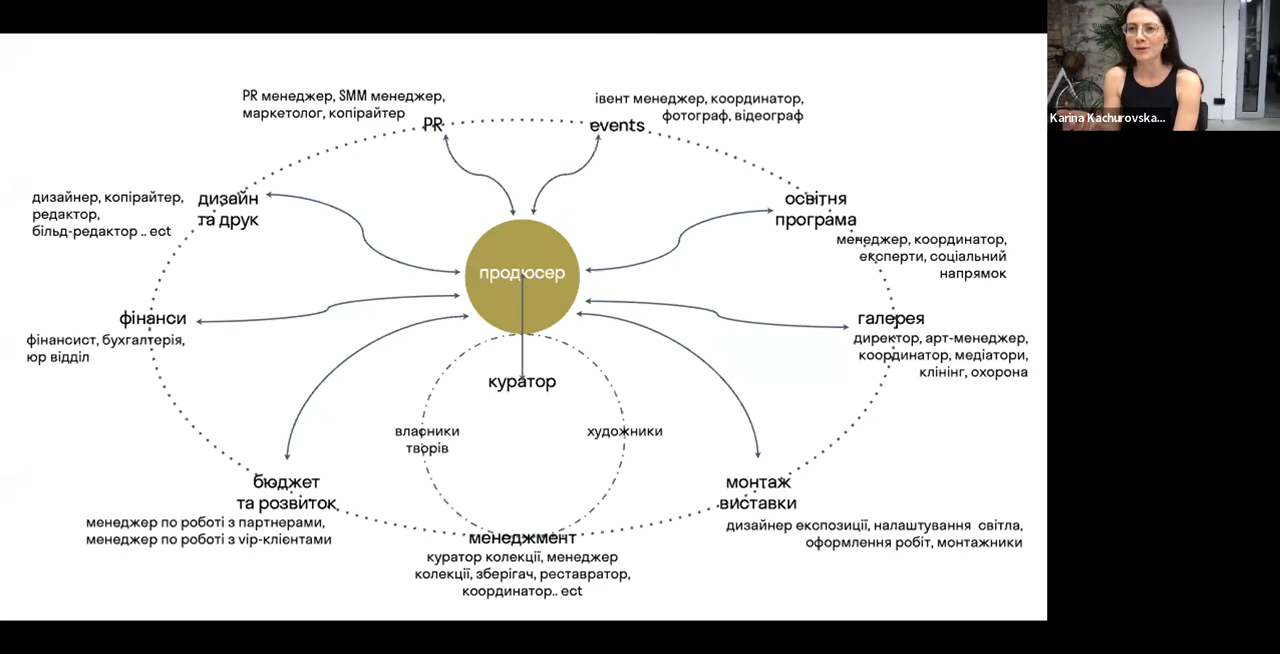 PR менеджер, SMM менеджер,
маркетолог, копірайтер
PR
івент менеджер, координатор,
фотограф, відеограф
events
Karina Kachurovska...
дизайнер, копірайтер,
редактор,
більд-редактор .. ect
дизайн
та друк
освітня
програма
менеджер, координатор,
експерти, соціальний
напрямок
продюсер
фінанси
фінансист, бухгалтерія,
юр відділ
галерея
директор, арт-менеджер,
координатор, медіатори,
клінінг, охорона
куратор
власники
творів
художники
бюджет
та розвиток
менеджер по роботі з партнерами,
менеджер по роботі з vip-клієнтами
монтаж
виставки
дизайнер експозиції, налаштування світла,
оформлення робіт, монтажники
менеджмент
куратор колекції, менеджер
колекції, зберігач, реставратор,
координатор.. ect